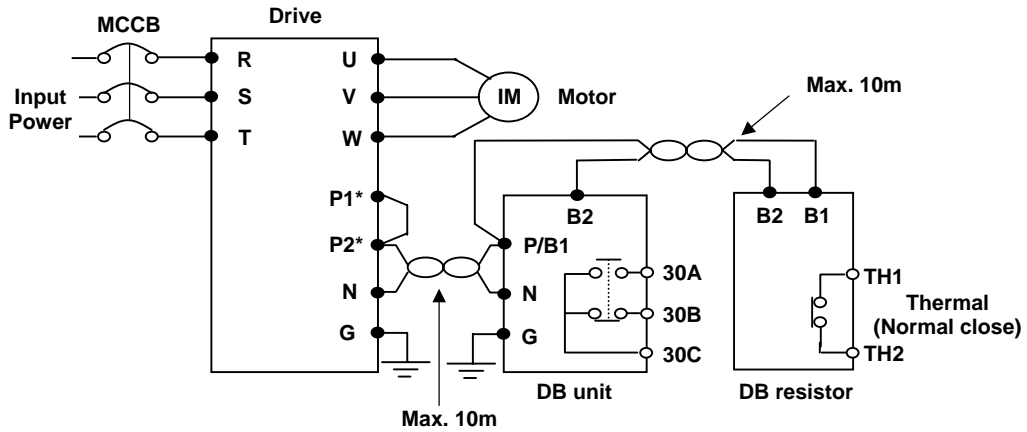 Drive
MCCB
R
S
T
Input
Power
U
V
W
IM
Motor
Max. 10m
P1*
P2*
N
G
B2
P/B1
N
G
30A
30B
30C
DB unit
B2
B1
TH1
Thermal
(Normal close)
TH2
DB resistor
Max. 10m